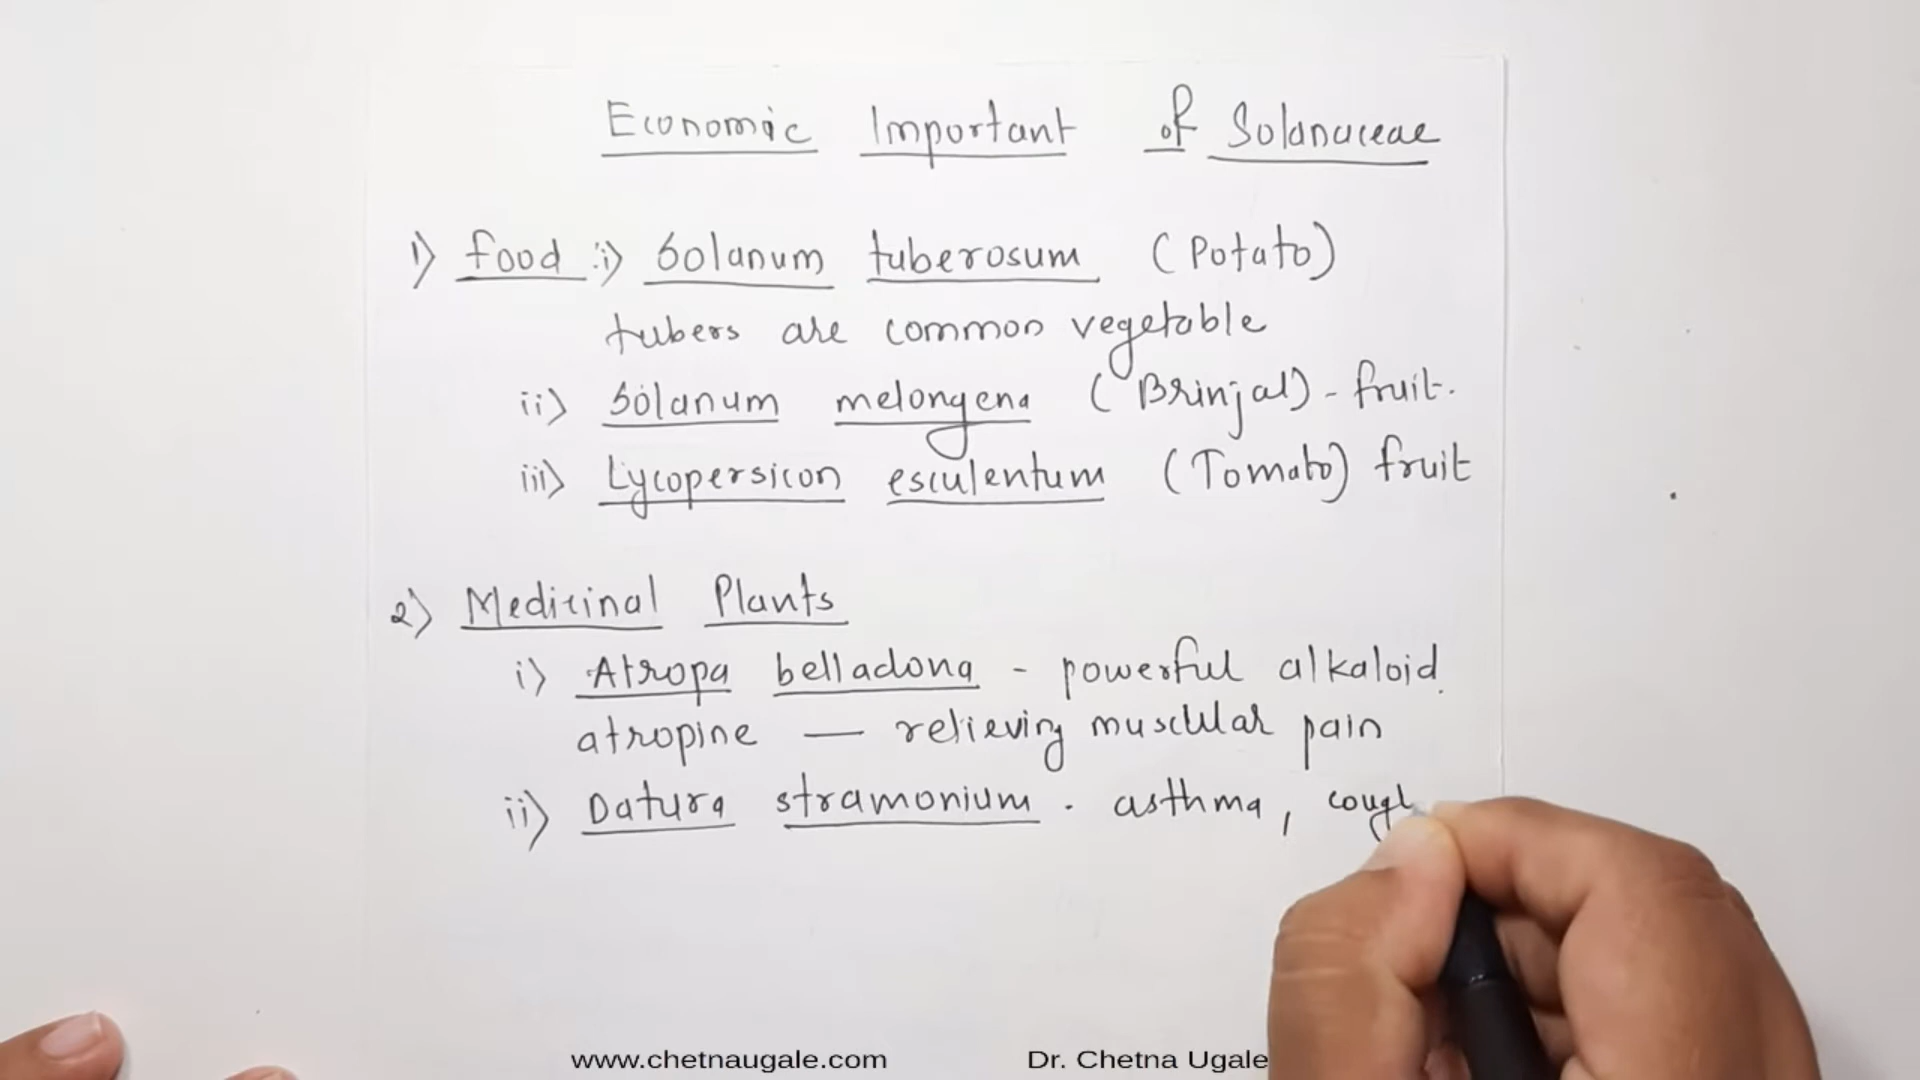 Economic Important of Solanaceae
1) food :i) Solanum tuberosum (Potato)
tubers are common vegetable
ii) Solanum melongena (Brinjal) - fruit.
iii) Lycopersicon esculentum (Tomato) fruit
2) Medicinal Plants
i) Atropa belladona - powerful alkaloid
atropine — relieving muscular pain
ii) Datura stramonium . asthma, cough
www.chetnaugale.com Dr. Chetna Ugale